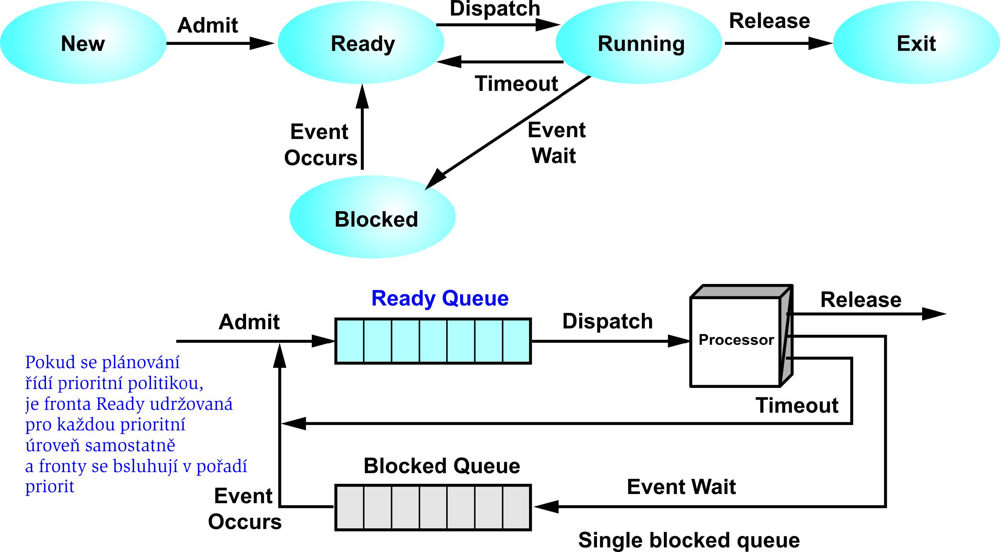 Dispatch
Admit
Release
New
Ready
Running
Exit
Timeout
Event
Occurs
Event
Wait
Blocked
Ready Queue
Release
Admit
Dispatch
Processor
Pokud se plánování
řídí prioritní politikou,
je fronta Ready udržovaná
pro každou prioritní
úroveň samostatně
a fronty se bsluhují v pořadí
priorit
Timeout
Blocked Queue
Event Wait
Event
Occurs
Single blocked queue